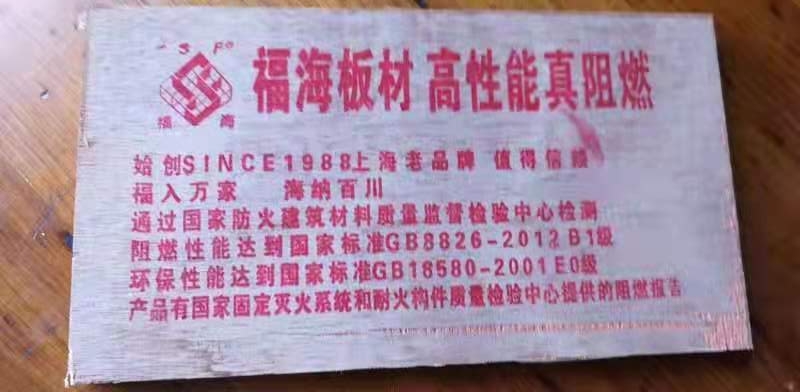 福海板材 高性能真阻燃
福 海
始创SINCE1988上海老品牌 值得信赖
福入万家 海纳百川
通过国家防火建筑材料质量监督检验中心检测
阻燃性能达到国家标准GB8826-2012 B1级
环保性能达到国家标准GB18580-2001 E0级
产品有国家固定灭火系统和耐火构件质量检验中心提供的阻燃报告